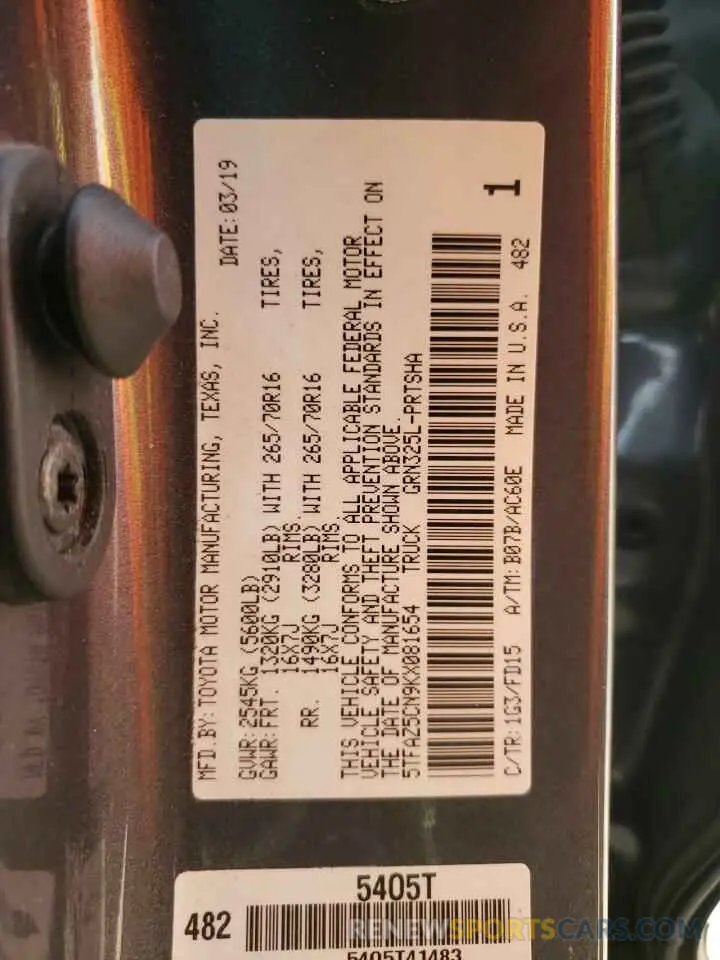 MFD.BY: TOYOTA MOTOR MANUFACTURING, TEXAS, INC.
DATE: 03/19
GVWR: 2545KG (5600LB)
GAWR: FRT. 1320KG (2910LB) WITH 265/70R16 TIRES,
16X7J RIMS.
RR. 1490KG (3280LB) WITH 265/70R16 TIRES,
16X7J RIMS.
THIS VEHICLE CONFORMS TO ALL APPLICABLE FEDERAL MOTOR
VEHICLE SAFETY AND THEFT PREVENTION STANDARDS IN EFFECT ON
THE DATE OF MANUFACTURE SHOWN ABOVE.
5TFAZ5CN9KX081654 TRUCK GRN325L-PRTSHA
1
C/TR: 1G3/FD15 A/TM: B07B/AC60E MADE IN U.S.A. 482
5405T
482
5405T41483
RENEWSPORTSCARS.COM